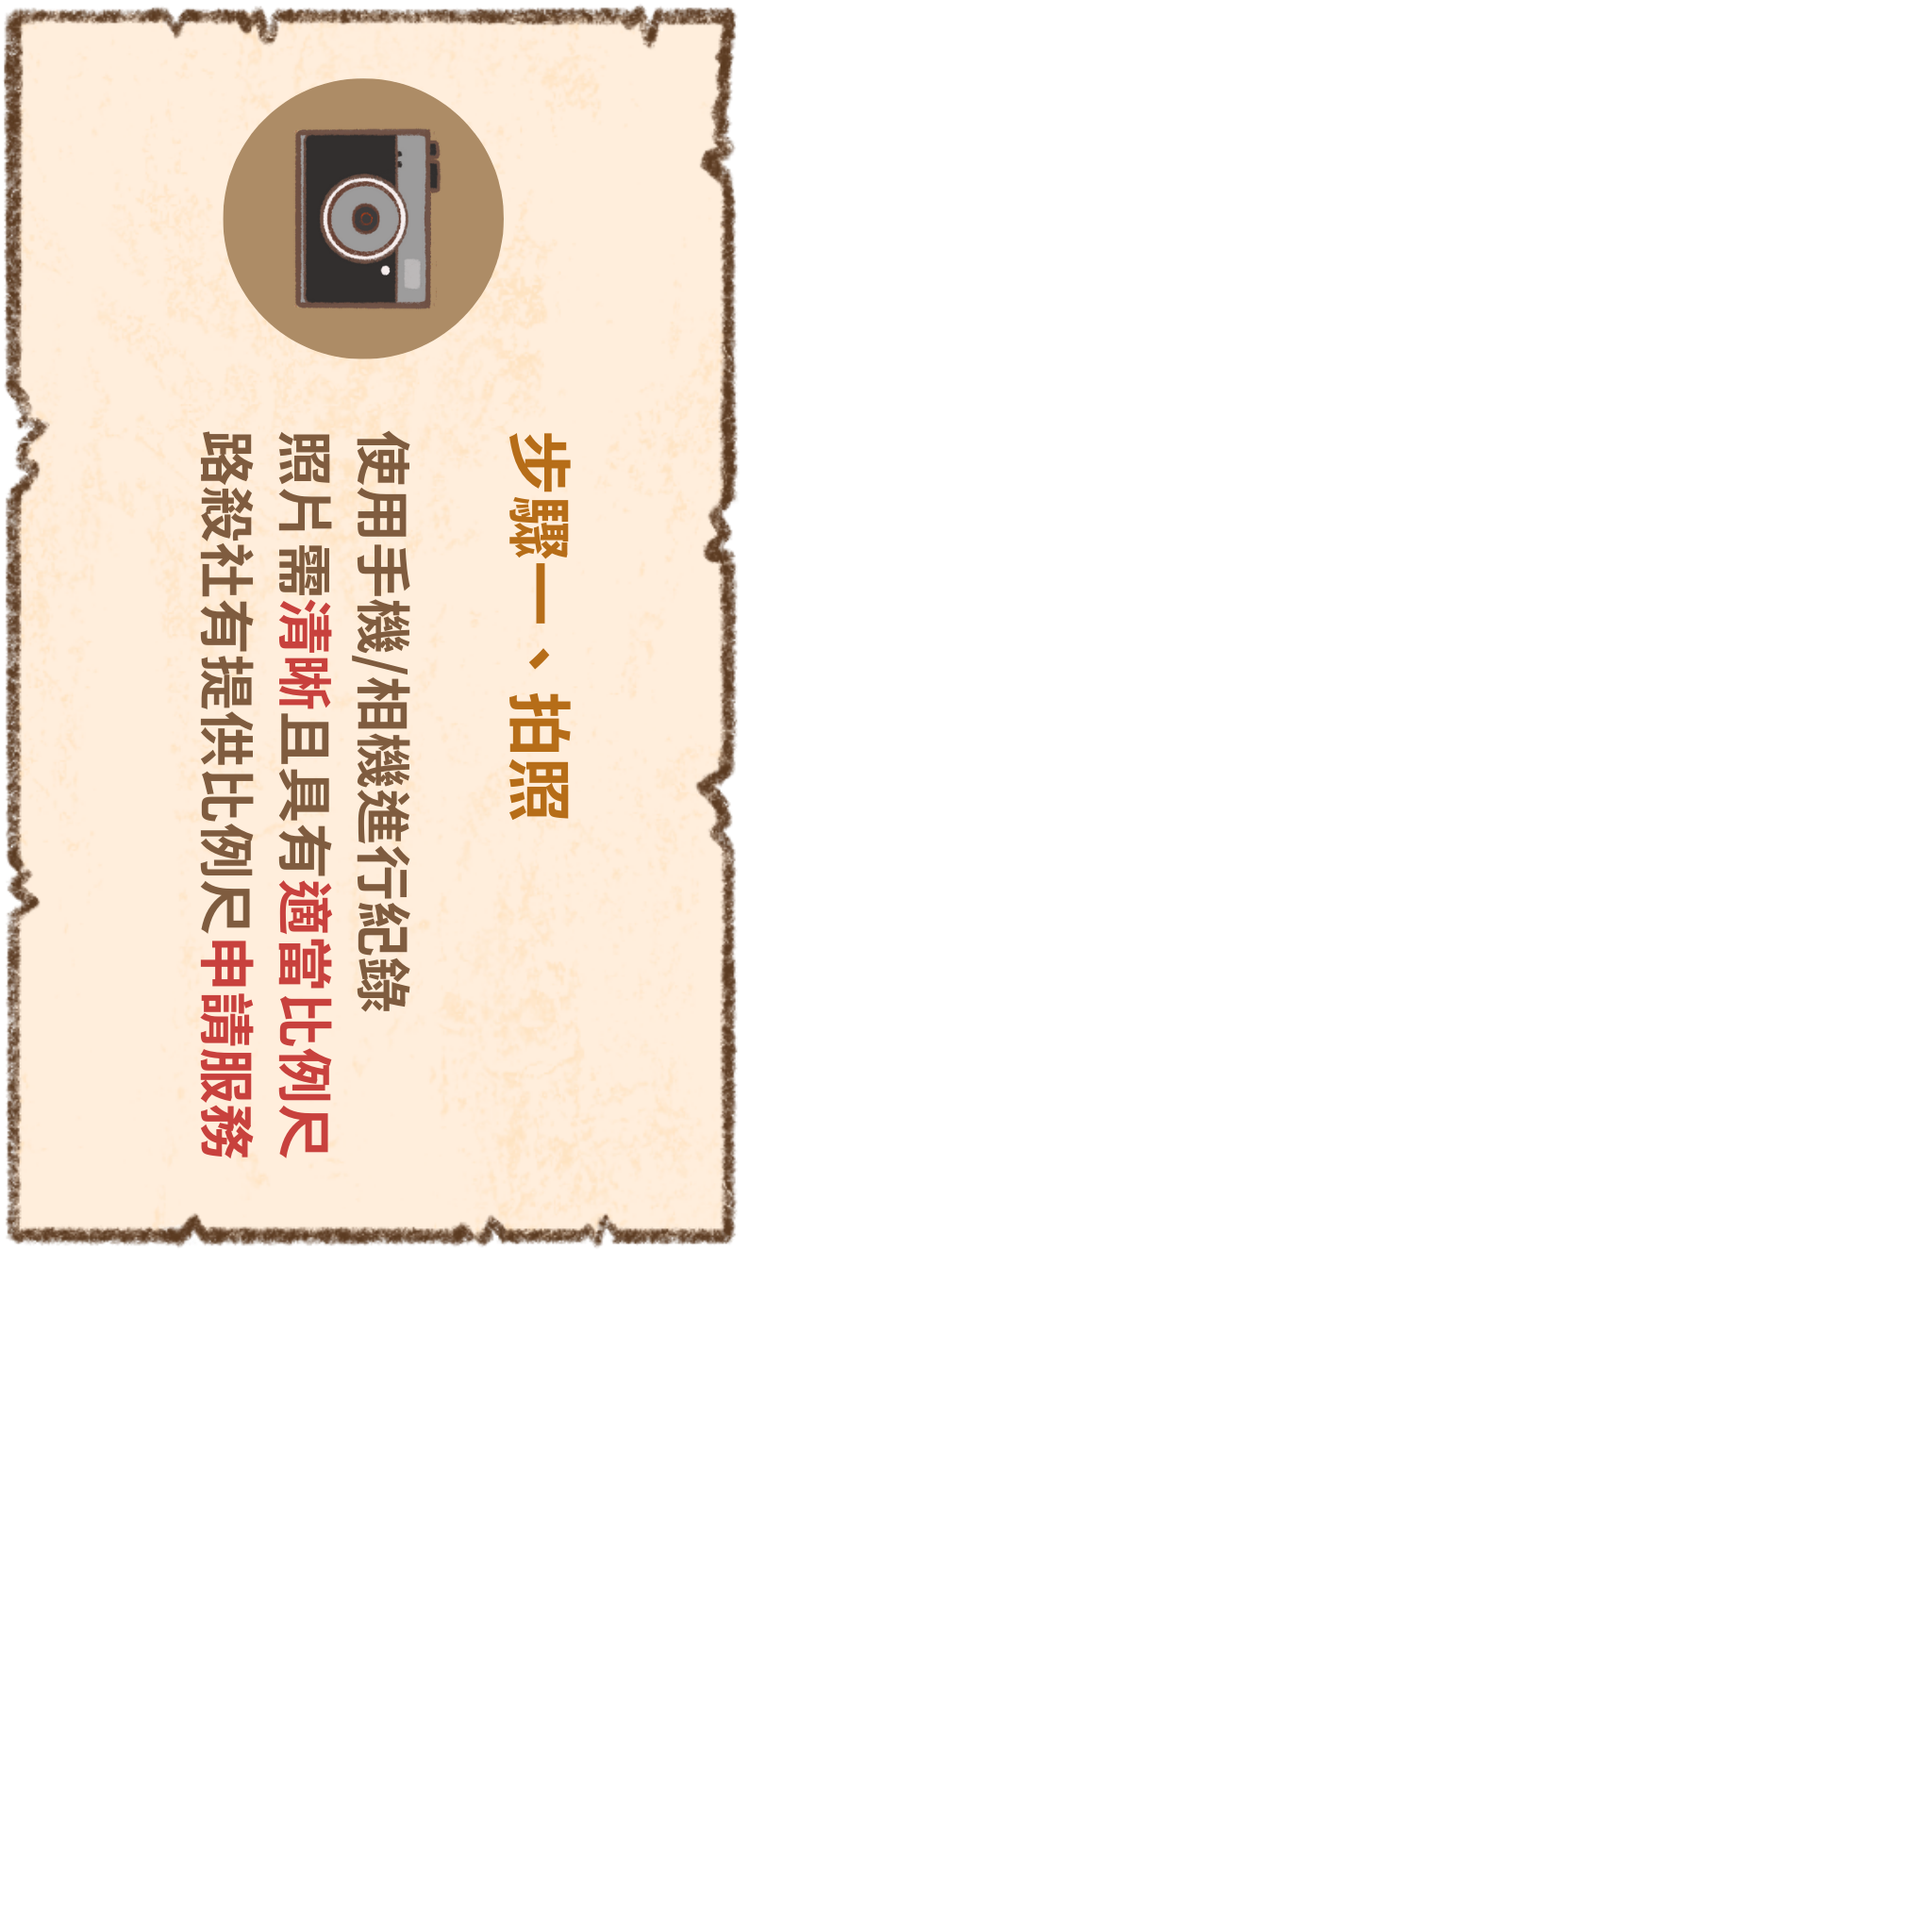 步驟一、拍照
使用手機/相機進行紀錄
照片需清晰且具有適當比例尺
路殺社有提供比例尺申請服務